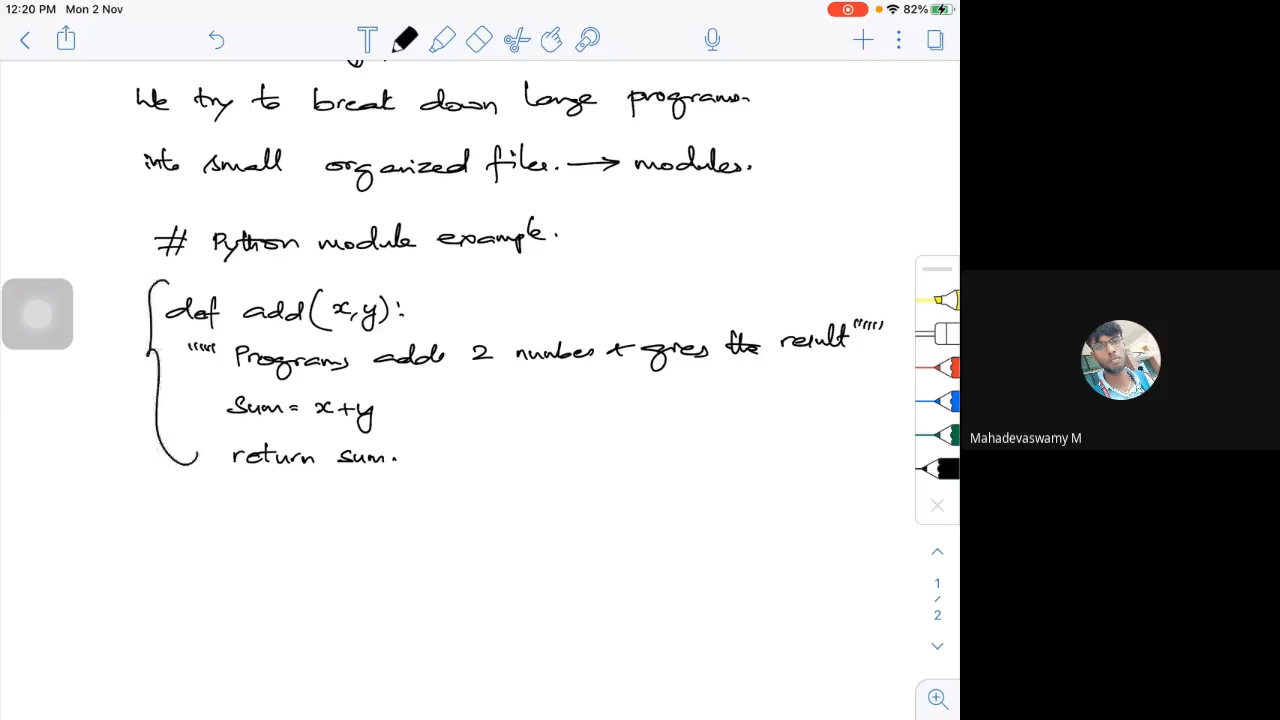 12:20 PM Mon 2 Nov
82%
We try to break down large programs.
into small organized files. → modules.
# Python module example.
def add(x,y):
""" Programs adds 2 numbers + gives the result """
Sum = x+y
return sum.
Mahadevaswamy M
1
/
2